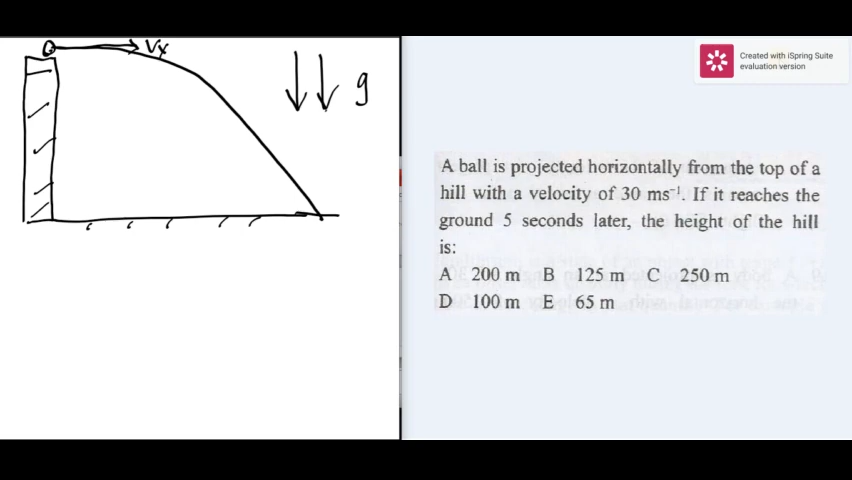 Vx
g
Created with iSpring Suite
evaluation version
A ball is projected horizontally from the top of a
hill with a velocity of 30 ms⁻¹. If it reaches the
ground 5 seconds later, the height of the hill
is:
A 200 m B 125 m C 250 m
D 100 m E 65 m